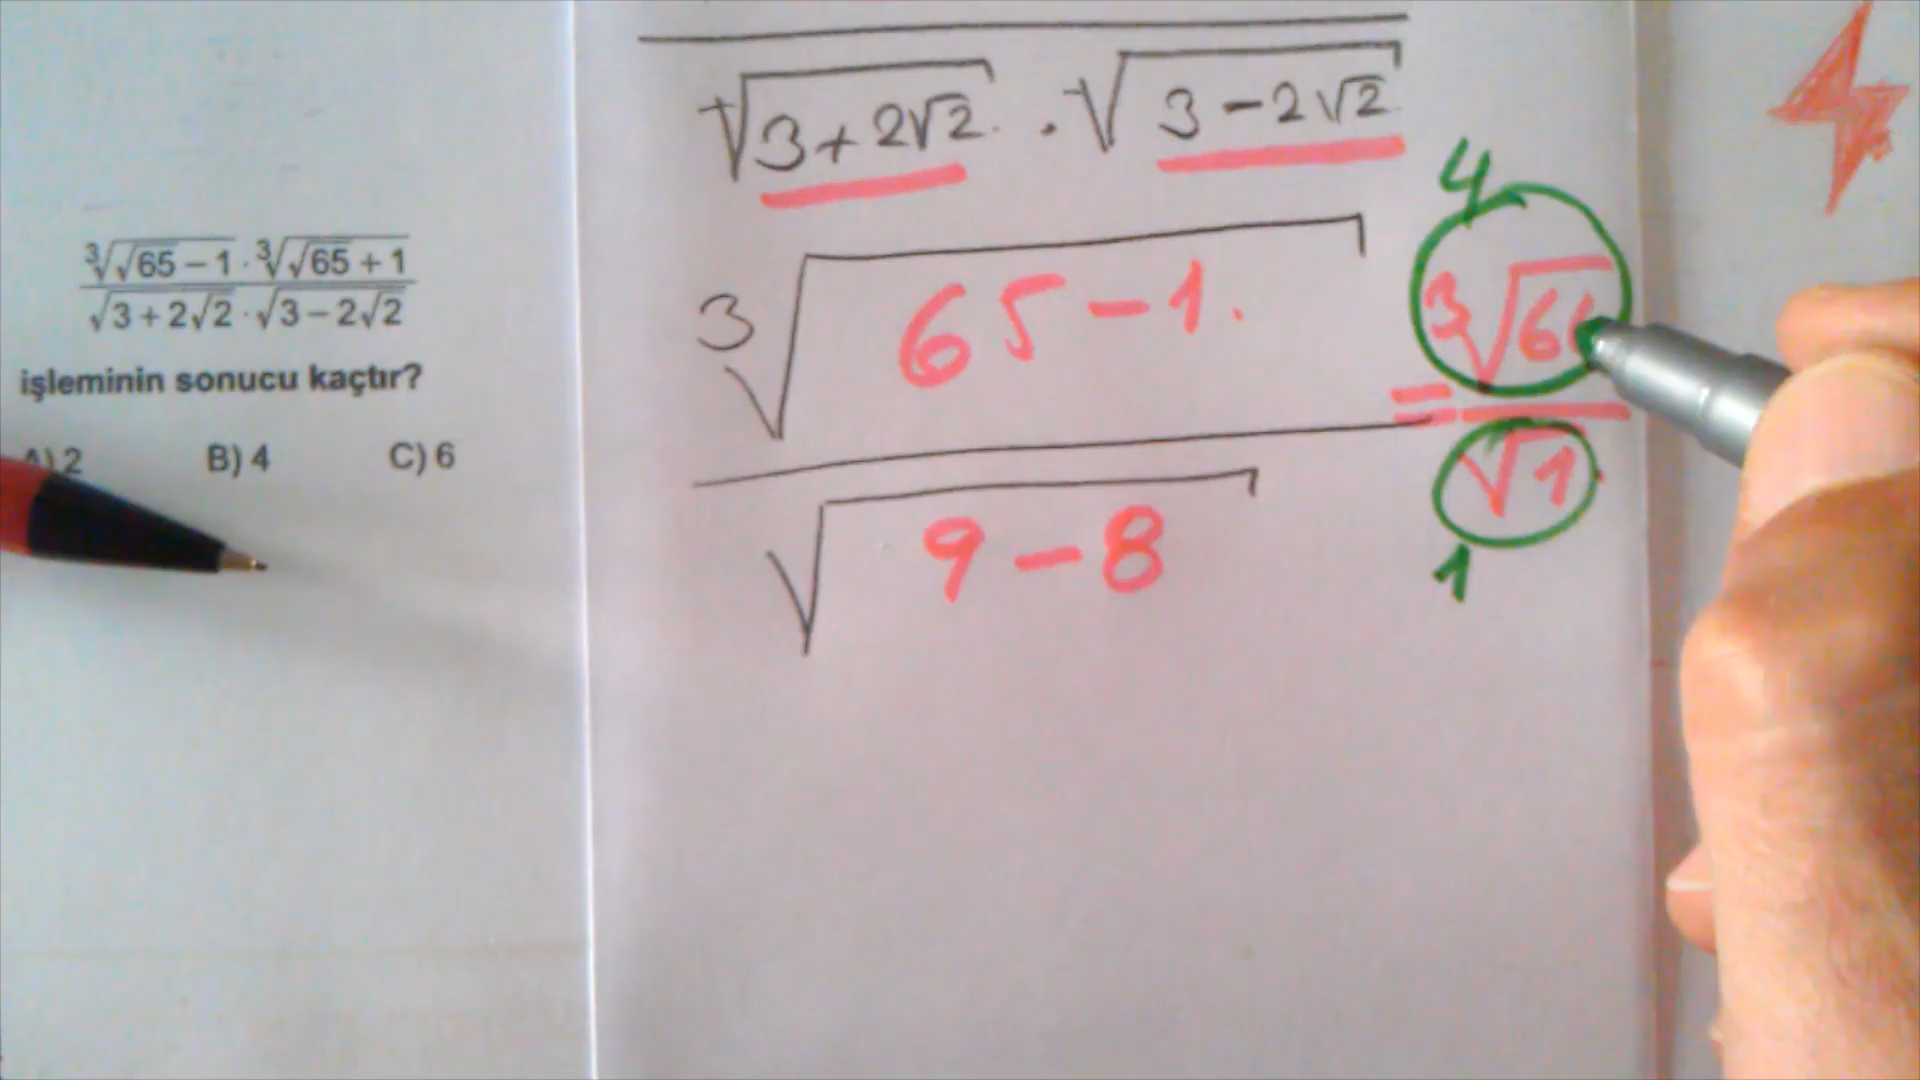 ∛(√65 − 1) · ∛(√65 + 1)
√(3 + 2√2) · √(3 − 2√2)
işleminin sonucu kaçtır?
A) 2 B) 4 C) 6
√(3 + 2√2) . √(3 − 2√2)
4
3√(65 − 1.)
√(9 − 8)
=
√1
1